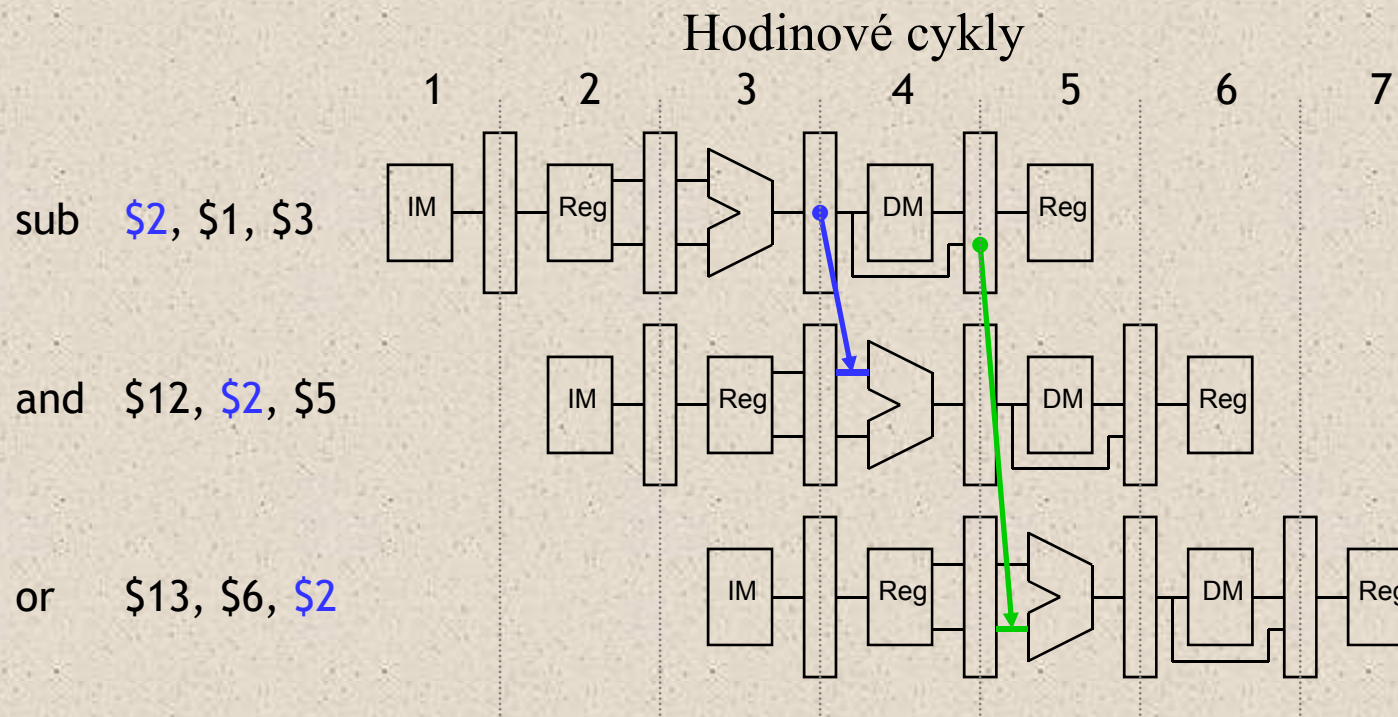 Hodinové cykly
1 2 3 4 5 6 7
sub $2, $1, $3 IM Reg DM Reg
and $12, $2, $5 IM Reg DM Reg
or $13, $6, $2 IM Reg DM Reg